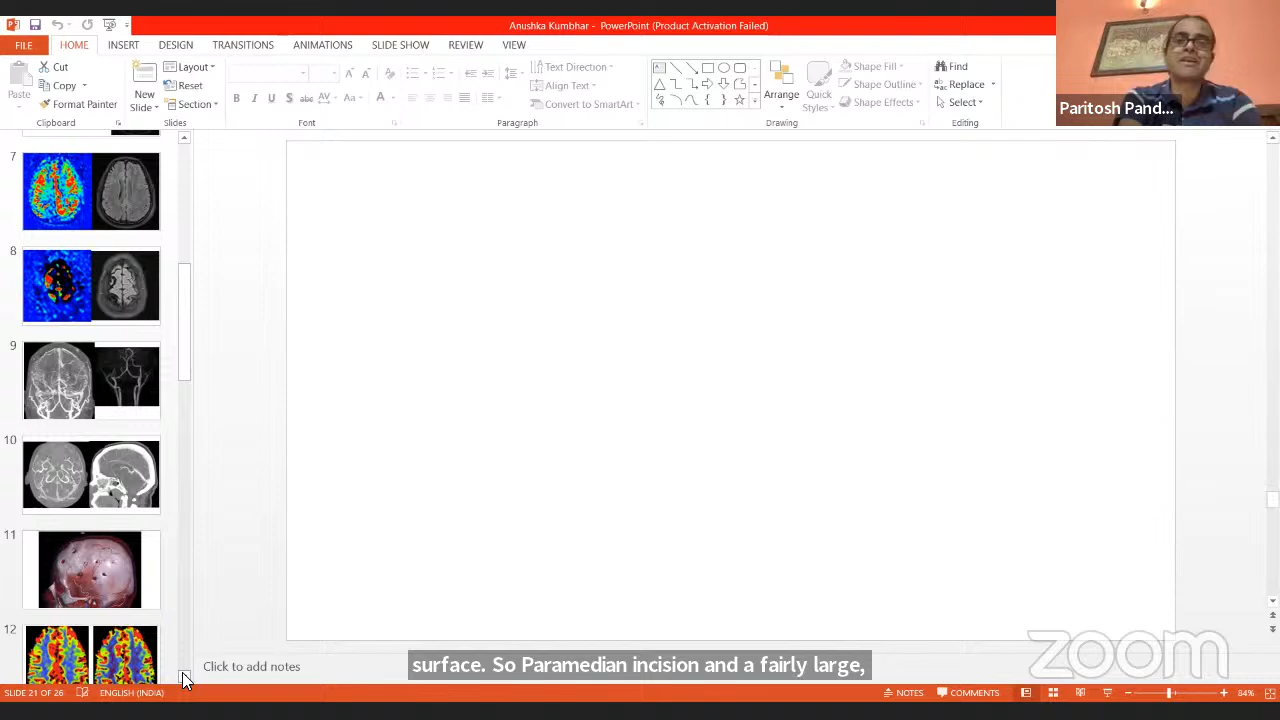 Anushka Kumbhar - PowerPoint (Product Activation Failed)
FILE HOME INSERT DESIGN TRANSITIONS ANIMATIONS SLIDE SHOW REVIEW VIEW
Paste
Cut
Copy
Format Painter
Clipboard
New Slide
Layout
Reset
Section
Slides
B I U S abc AV Aa A
Font
Text Direction
Align Text
Convert to SmartArt
Paragraph
Arrange
Quick Styles
Shape Fill
Shape Outline
Shape Effects
Drawing
Find
Replace
Select
Editing
Paritosh Pand...
7
8
9
10
11
12
Click to add notes
surface. So Paramedian incision and a fairly large,
zoom
SLIDE 21 OF 26 ENGLISH (INDIA) NOTES COMMENTS 84%